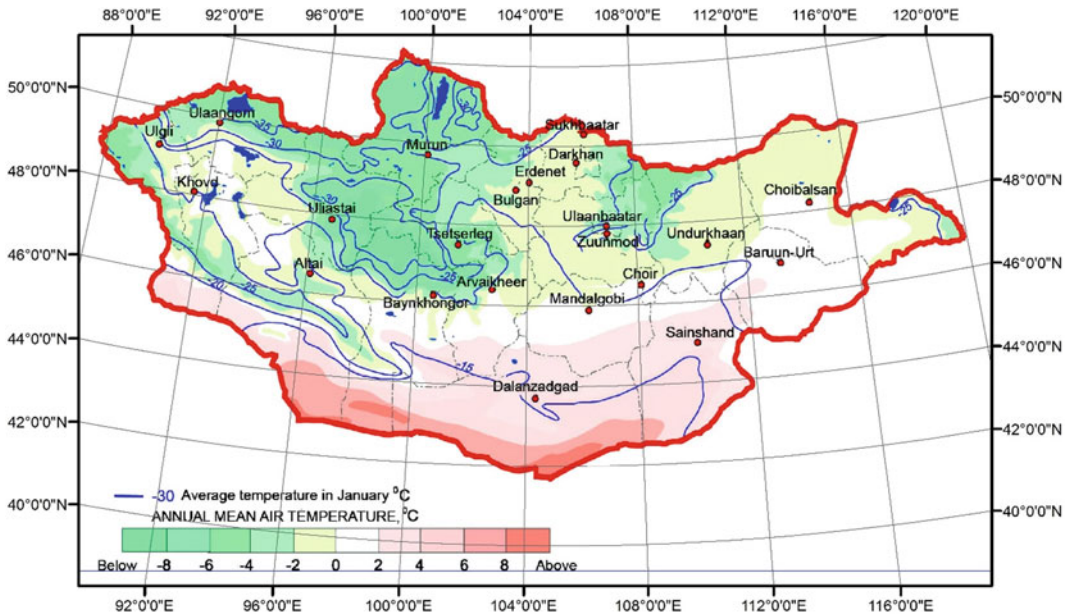 88°0'0"E 92°0'0"E 96°0'0"E 100°0'0"E 104°0'0"E 108°0'0"E 112°0'0"E 116°0'0"E 120°0'0"E
50°0'0"N
48°0'0"N
46°0'0"N
44°0'0"N
42°0'0"N
40°0'0"N
50°0'0"N
48°0'0"N
46°0'0"N
44°0'0"N
42°0'0"N
40°0'0"N
Ulaangom
Ulgii
Khovd
Murun
Uliastai
Altai
Tsetserleg
Arvaikheer
Baynkhongor
Sukhbaatar
Darkhan
Erdenet
Bulgan
Ulaanbaatar
Zuunmod
Undurkhaan
Choibalsan
Baruun-Urt
Choir
Mandalgobi
Sainshand
Dalanzadgad
-35
-30
-30
-25
-25
-25
-25
-25
-20
-15
-30 Average temperature in January °C
ANNUAL MEAN AIR TEMPERATURE, °C
Below -8 -6 -4 -2 0 2 4 6 8 Above
92°0'0"E 96°0'0"E 100°0'0"E 104°0'0"E 108°0'0"E 112°0'0"E 116°0'0"E